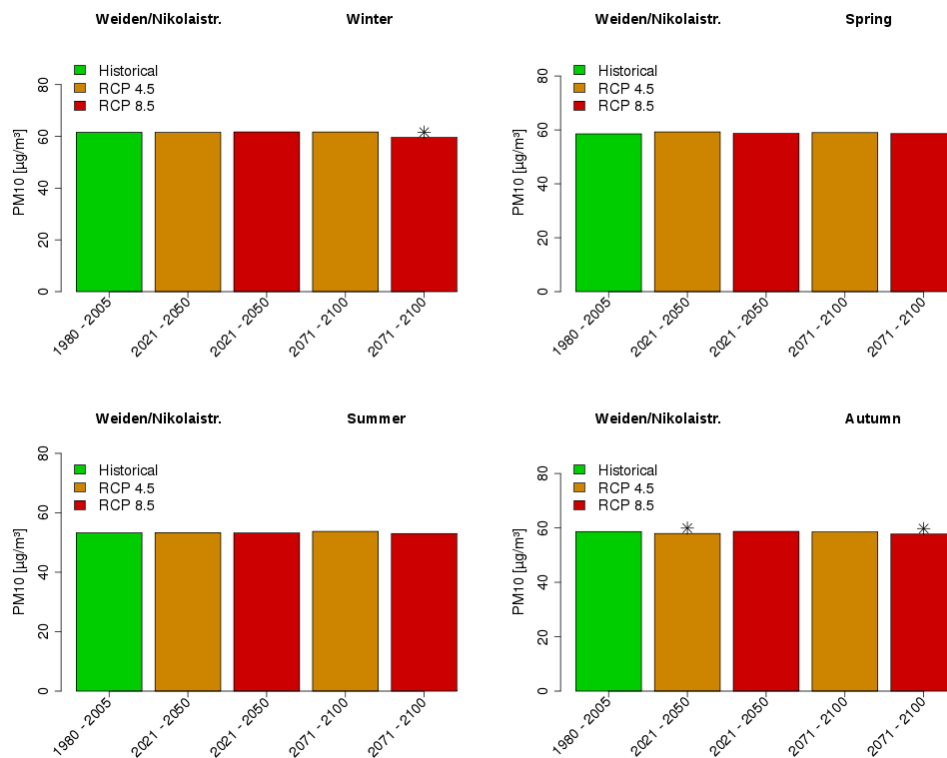 Weiden/Nikolaistr. Winter
Historical
RCP 4.5
RCP 8.5
PM10 [µg/m³]
0 20 40 60 80
1980 - 2005
2021 - 2050
2021 - 2050
2071 - 2100
2071 - 2100
Weiden/Nikolaistr. Spring
Historical
RCP 4.5
RCP 8.5
PM10 [µg/m³]
0 20 40 60 80
1980 - 2005
2021 - 2050
2021 - 2050
2071 - 2100
2071 - 2100
Weiden/Nikolaistr. Summer
Historical
RCP 4.5
RCP 8.5
PM10 [µg/m³]
0 20 40 60 80
1980 - 2005
2021 - 2050
2021 - 2050
2071 - 2100
2071 - 2100
Weiden/Nikolaistr. Autumn
Historical
RCP 4.5
RCP 8.5
PM10 [µg/m³]
0 20 40 60 80
1980 - 2005
2021 - 2050
2021 - 2050
2071 - 2100
2071 - 2100